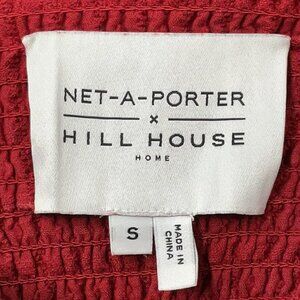 NET-A-PORTER
×
HILL HOUSE
HOME
S
MADE IN
CHINA